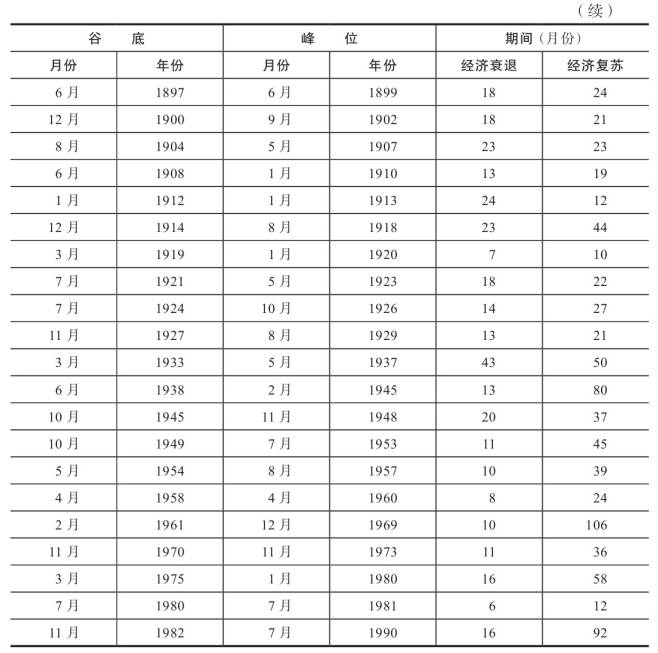 （续）
谷 底 峰 位 期间（月份）
月份 年份 月份 年份 经济衰退 经济复苏
6 月 1897 6 月 1899 18 24
12 月 1900 9 月 1902 18 21
8 月 1904 5 月 1907 23 23
6 月 1908 1 月 1910 13 19
1 月 1912 1 月 1913 24 12
12 月 1914 8 月 1918 23 44
3 月 1919 1 月 1920 7 10
7 月 1921 5 月 1923 18 22
7 月 1924 10 月 1926 14 27
11 月 1927 8 月 1929 13 21
3 月 1933 5 月 1937 43 50
6 月 1938 2 月 1945 13 80
10 月 1945 11 月 1948 20 37
10 月 1949 7 月 1953 11 45
5 月 1954 8 月 1957 10 39
4 月 1958 4 月 1960 8 24
2 月 1961 12 月 1969 10 106
11 月 1970 11 月 1973 11 36
3 月 1975 1 月 1980 16 58
7 月 1980 7 月 1981 6 12
11 月 1982 7 月 1990 16 92